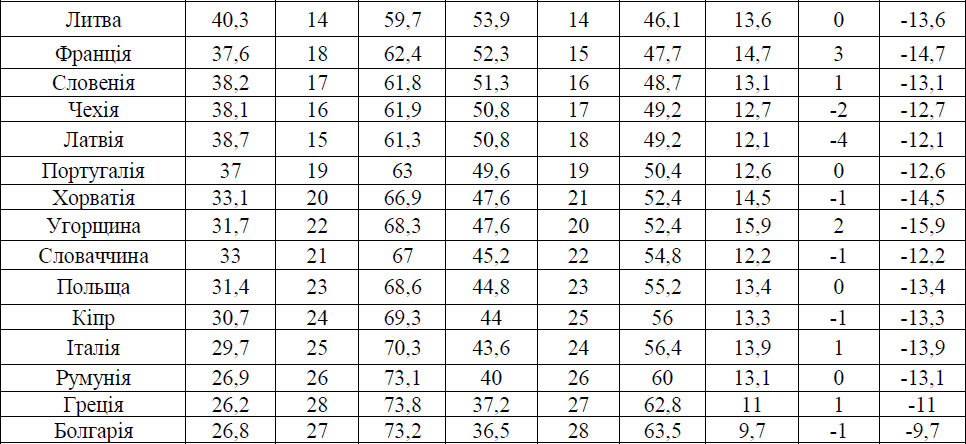 Литва 40,3 14 59,7 53,9 14 46,1 13,6 0 -13,6
Франція 37,6 18 62,4 52,3 15 47,7 14,7 3 -14,7
Словенія 38,2 17 61,8 51,3 16 48,7 13,1 1 -13,1
Чехія 38,1 16 61,9 50,8 17 49,2 12,7 -2 -12,7
Латвія 38,7 15 61,3 50,8 18 49,2 12,1 -4 -12,1
Португалія 37 19 63 49,6 19 50,4 12,6 0 -12,6
Хорватія 33,1 20 66,9 47,6 21 52,4 14,5 -1 -14,5
Угорщина 31,7 22 68,3 47,6 20 52,4 15,9 2 -15,9
Словаччина 33 21 67 45,2 22 54,8 12,2 -1 -12,2
Польща 31,4 23 68,6 44,8 23 55,2 13,4 0 -13,4
Кіпр 30,7 24 69,3 44 25 56 13,3 -1 -13,3
Італія 29,7 25 70,3 43,6 24 56,4 13,9 1 -13,9
Румунія 26,9 26 73,1 40 26 60 13,1 0 -13,1
Греція 26,2 28 73,8 37,2 27 62,8 11 1 -11
Болгарія 26,8 27 73,2 36,5 28 63,5 9,7 -1 -9,7